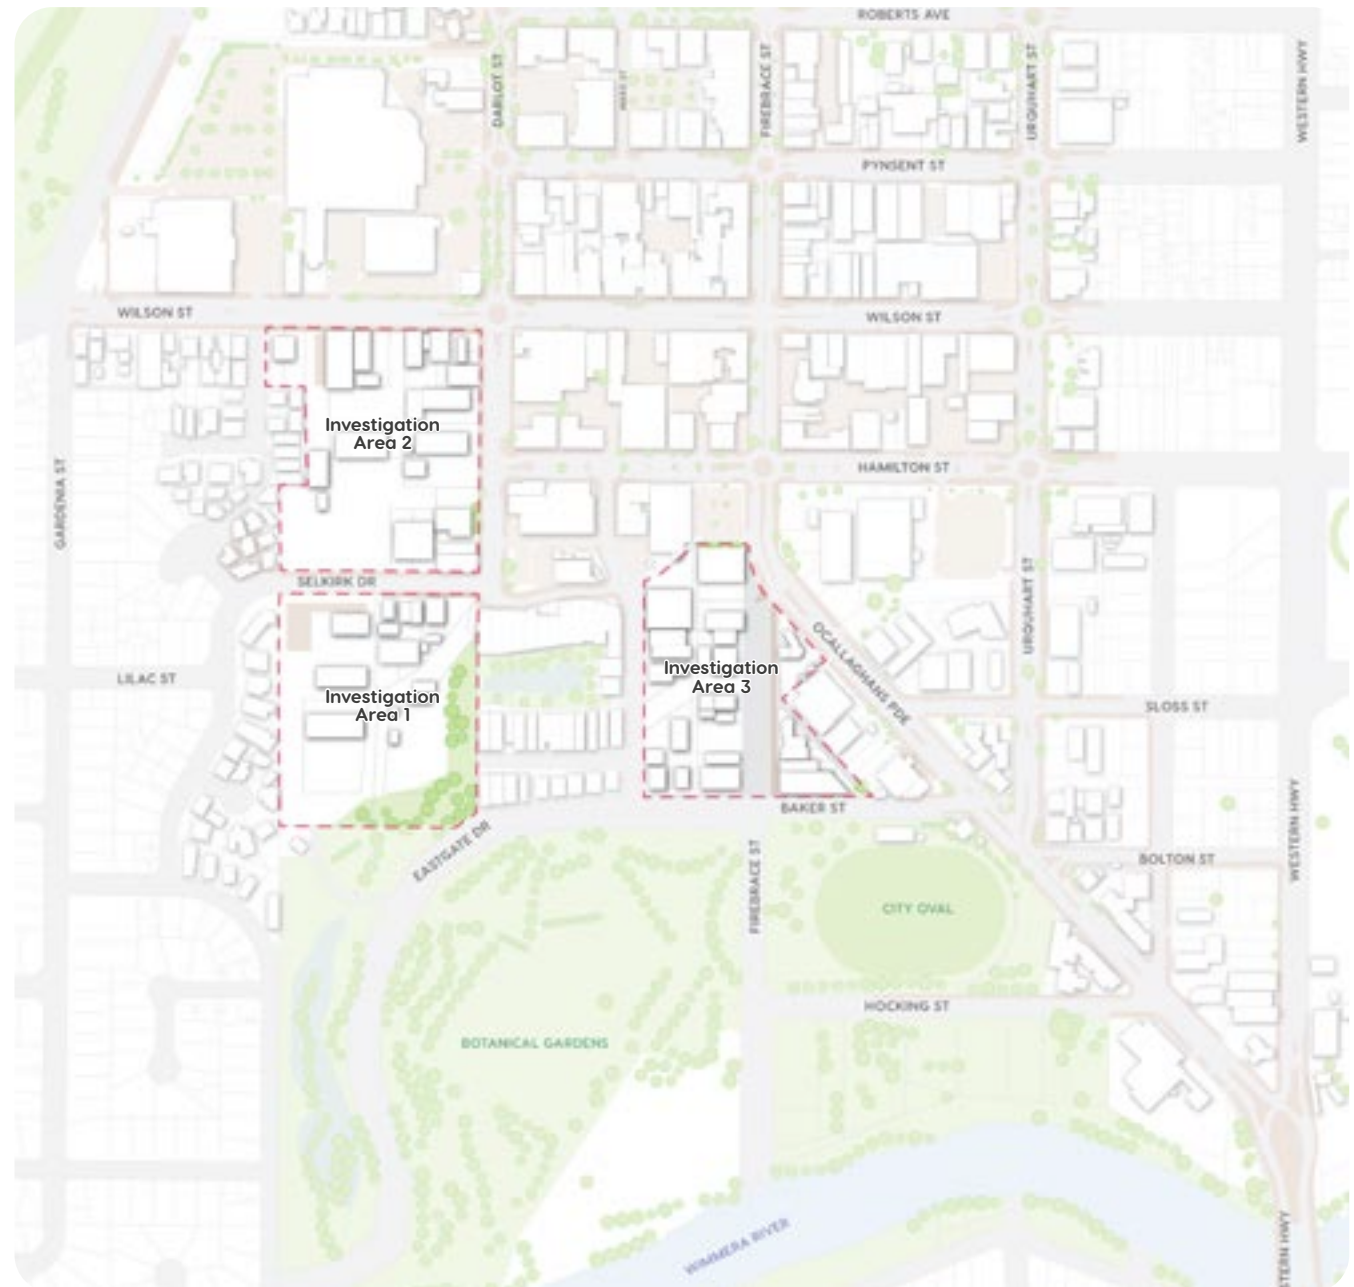 ROBERTS AVE
DARLOT ST
FIREBRACE ST
URQUHART ST
WESTERN HWY
PYNSENT ST
WILSON ST
WILSON ST
Investigation
Area 2
HAMILTON ST
GARDENIA ST
SELKIRK DR
URQUHART ST
OCALLAGHANS PDE
LILAC ST
Investigation
Area 1
Investigation
Area 3
SLOSS ST
BAKER ST
EASTGATE DR
WESTERN HWY
BOLTON ST
FIREBRACE ST
CITY OVAL
HOCKING ST
BOTANICAL GARDENS
WIMMERA RIVER
STERN HWY